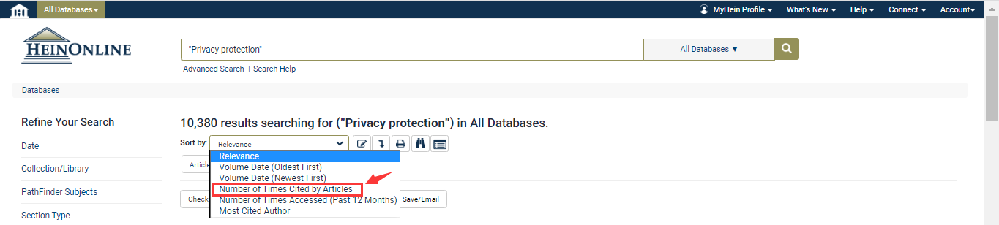 All Databases
MyHein Profile
What's New
Help
Connect
Account
HEINONLINE
"Privacy protection"
All Databases ▼
Advanced Search | Search Help
Databases
Refine Your Search
Date
Collection/Library
PathFinder Subjects
Section Type
10,380 results searching for ("Privacy protection") in All Databases.
Sort by: Relevance
Relevance
Volume Date (Oldest First)
Volume Date (Newest First)
Number of Times Cited by Articles
Number of Times Accessed (Past 12 Months)
Most Cited Author
Article
Check
Save/Email